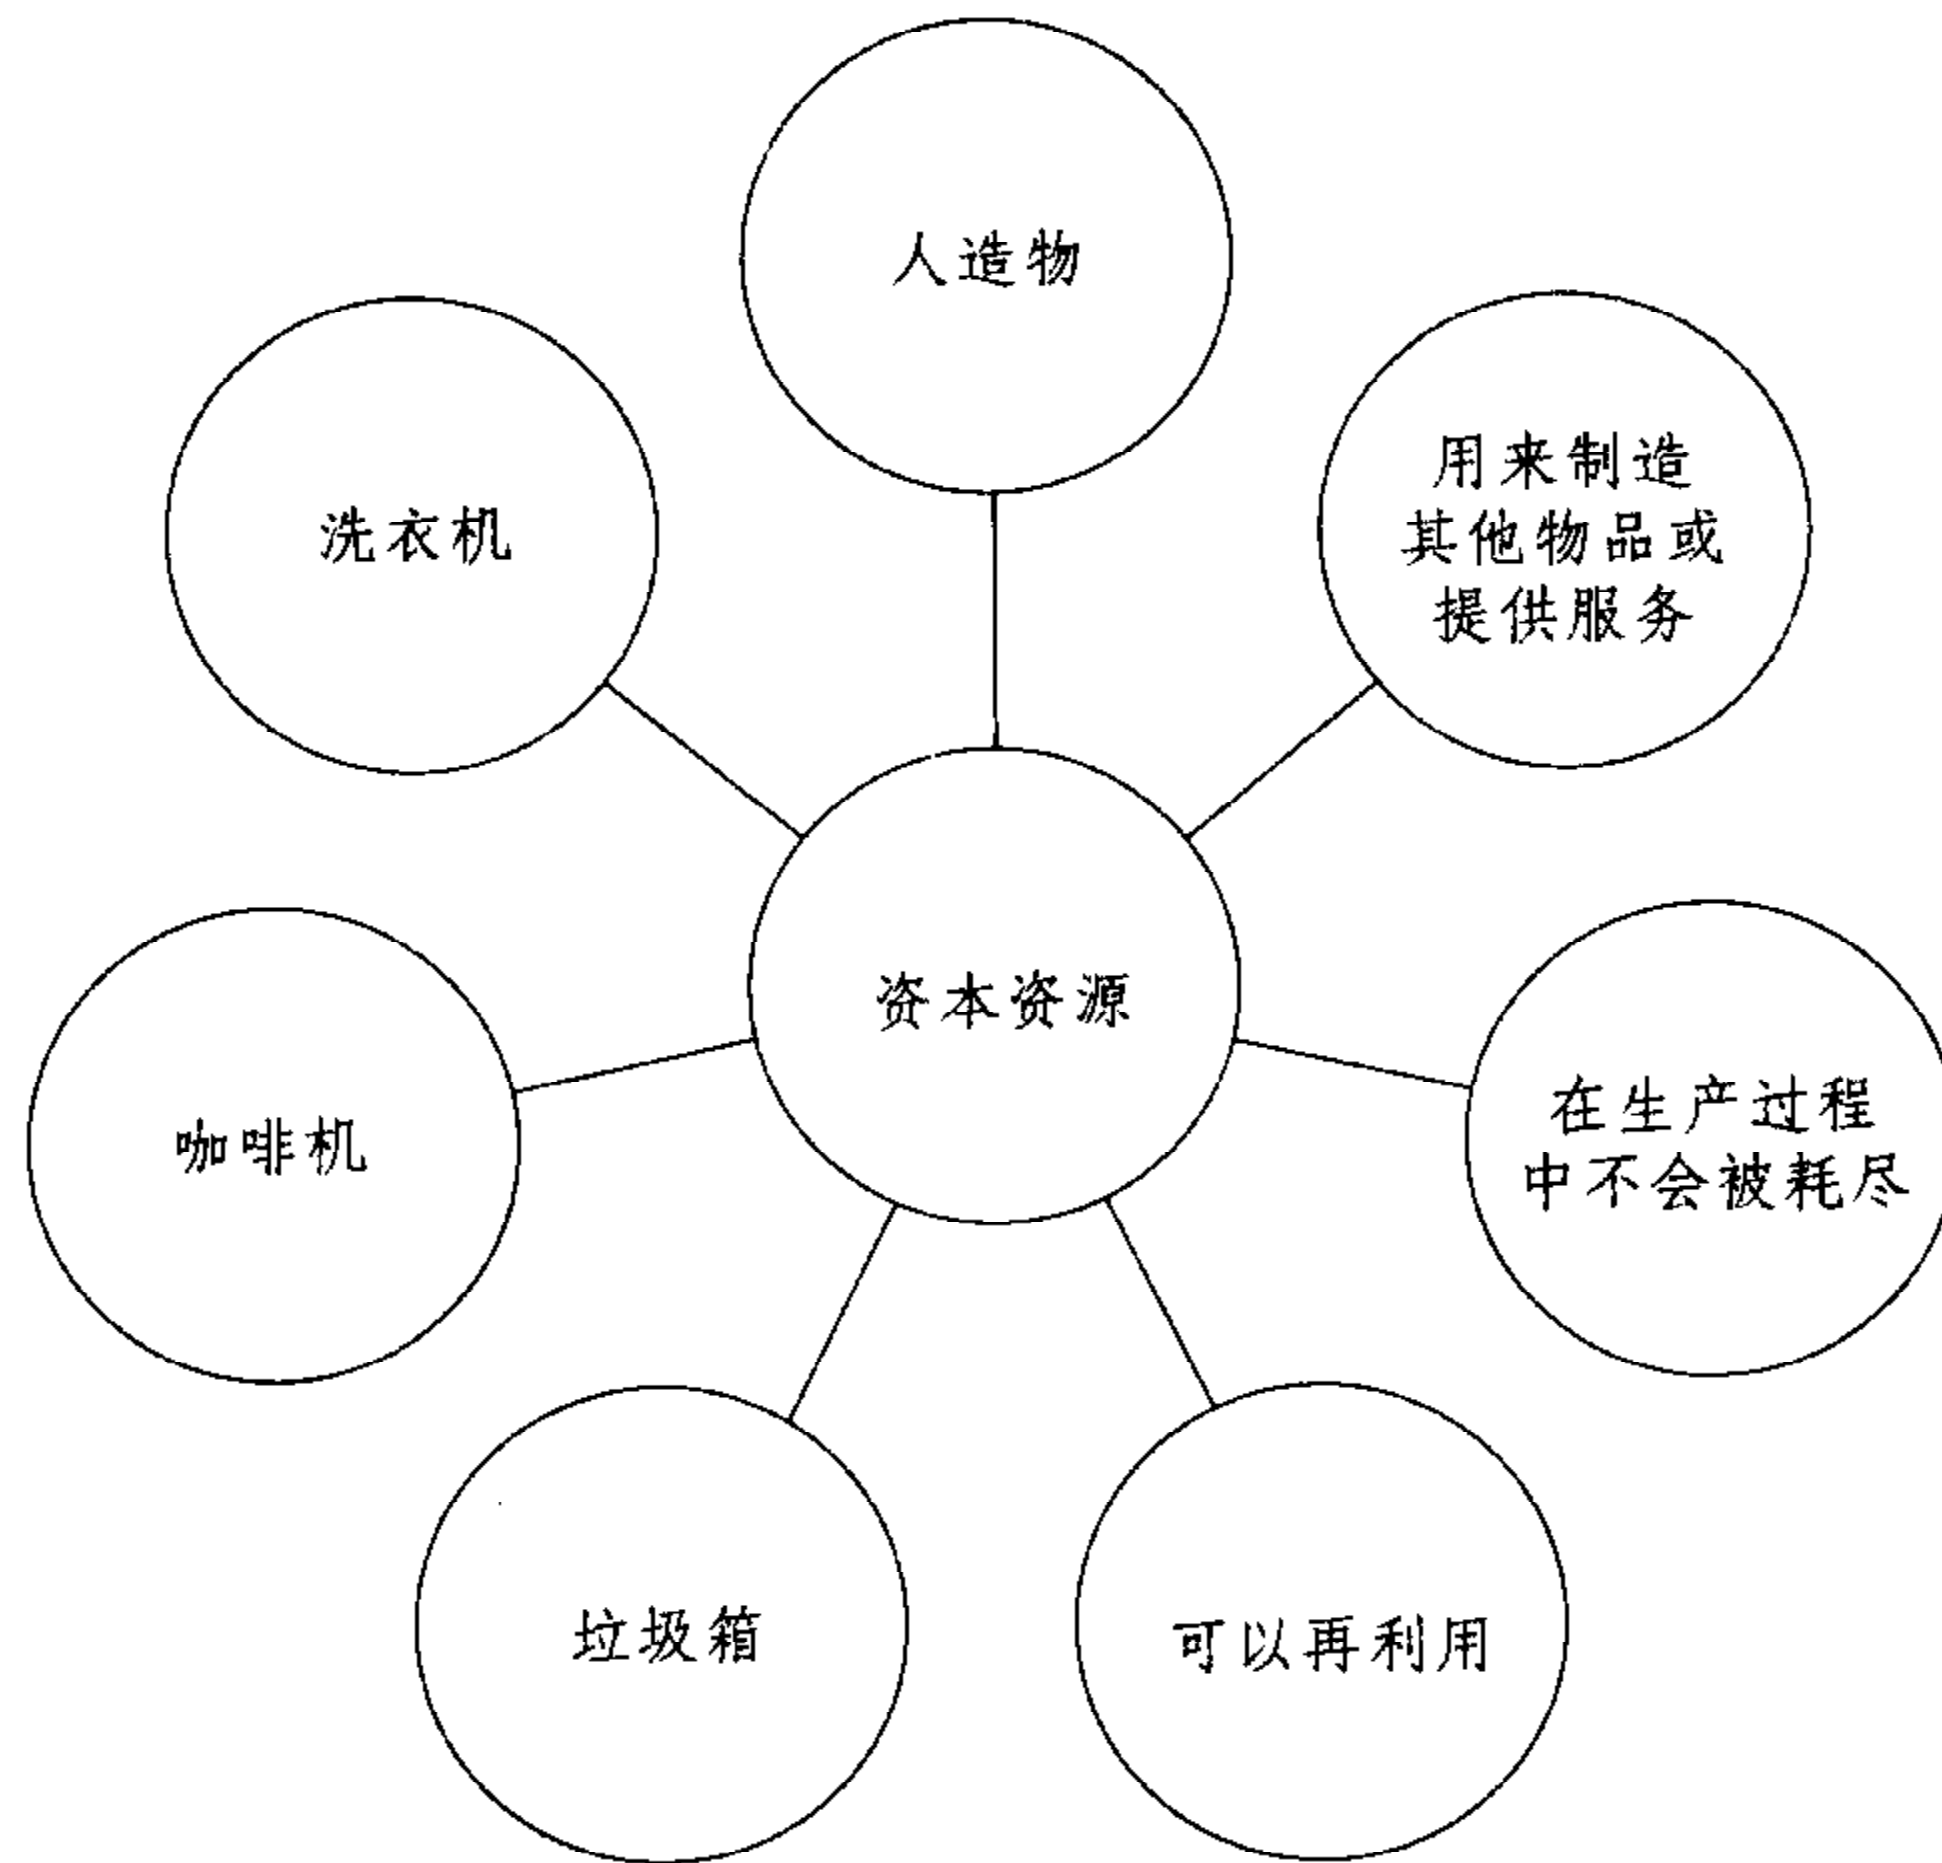 人造物
洗衣机
用来制造
其他物品或
提供服务
资本资源
咖啡机
在生产过程
中不会被耗尽
垃圾箱
可以再利用